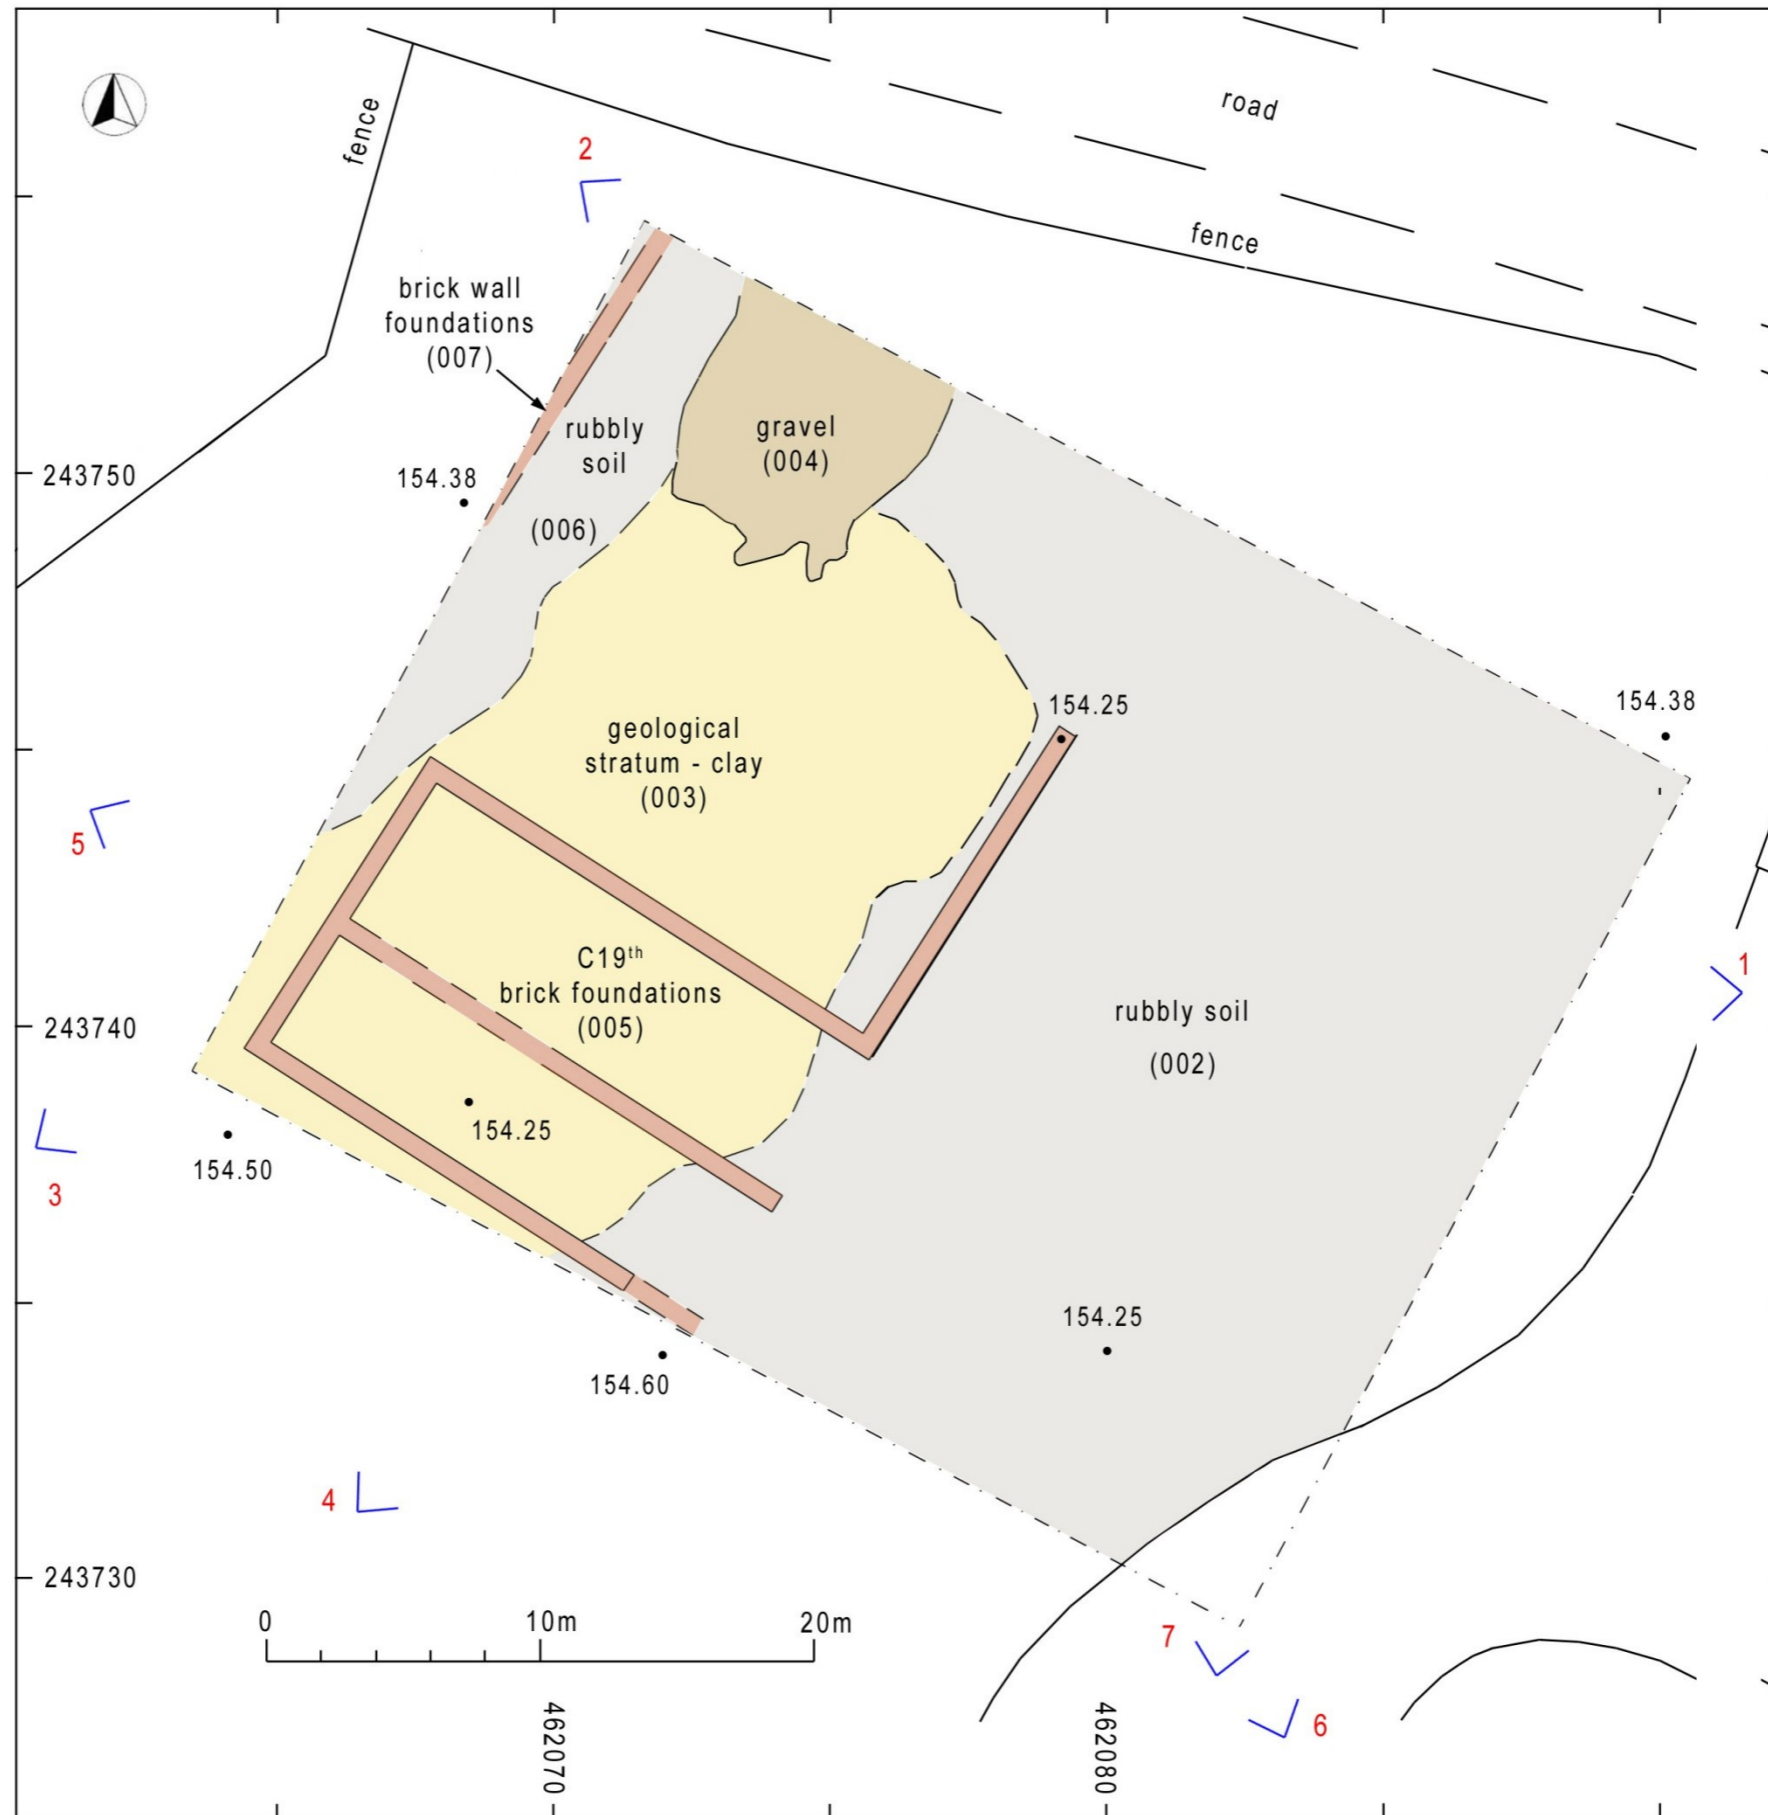 road
fence
2
fence
brick wall
foundations
(007)
rubbly
soil
gravel
(004)
243750
154.38
(006)
154.25
154.38
geological
stratum - clay
(003)
5
C19th
brick foundations
(005)
1
243740
rubbly soil
(002)
154.25
154.50
3
154.25
154.60
4
243730
0
10m
20m
7
6
462070
462080